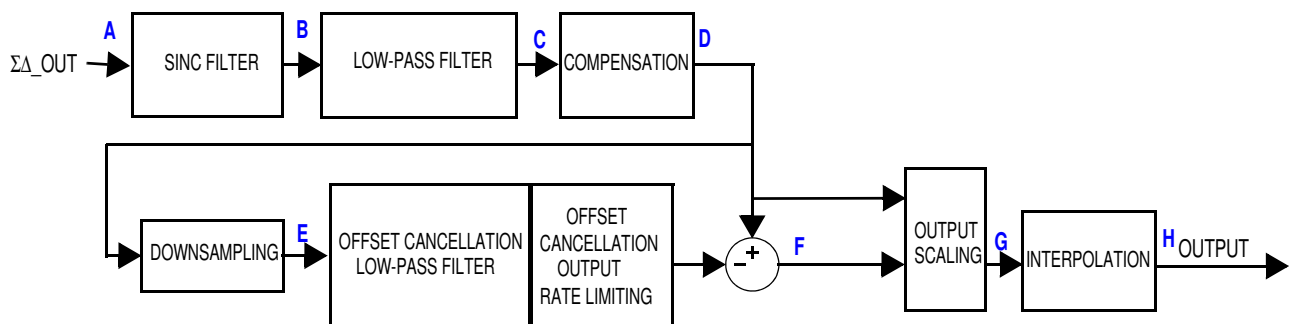 A
B
C
D
ΣΔ_OUT
SINC FILTER
LOW-PASS FILTER
COMPENSATION
DOWNSAMPLING
E
OFFSET CANCELLATION
LOW-PASS FILTER
OFFSET
CANCELLATION
OUTPUT
RATE LIMITING
- +
F
OUTPUT
SCALING
G
INTERPOLATION
H
OUTPUT